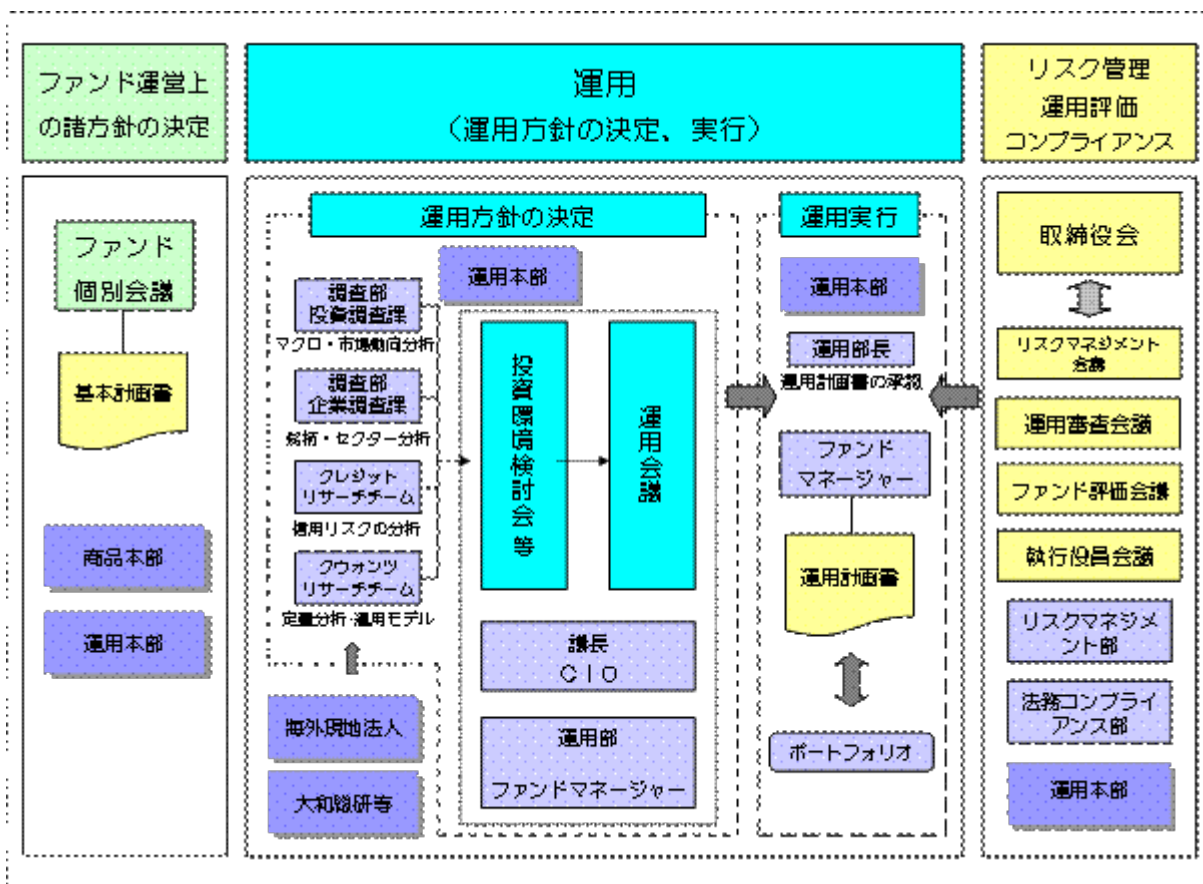 ファンド運営上
の諸方針の決定
運用
（運用方針の決定、実行）
リスク管理
運用評価
コンプライアンス
ファンド
個別会議
基本計画書
商品本部
運用本部
運用方針の決定
運用本部
調査部
投資調査課
マクロ・市場動向分析
調査部
企業調査課
銘柄・セクター分析
クレジット
リサーチチーム
信用リスクの分析
クウォンツ
リサーチチーム
定量分析・運用モデル
海外現地法人
大和総研等
投資環境検討会等
運用会議
議長
ＣＩＯ
運用部
ファンドマネージャー
運用実行
運用本部
運用部長
運用計画書の承認
ファンド
マネージャー
運用計画書
ポートフォリオ
取締役会
リスクマネジメント
会議
運用審査会議
ファンド評価会議
執行役員会議
リスクマネジメ
ント部
法務コンプライ
アンス部
運用本部